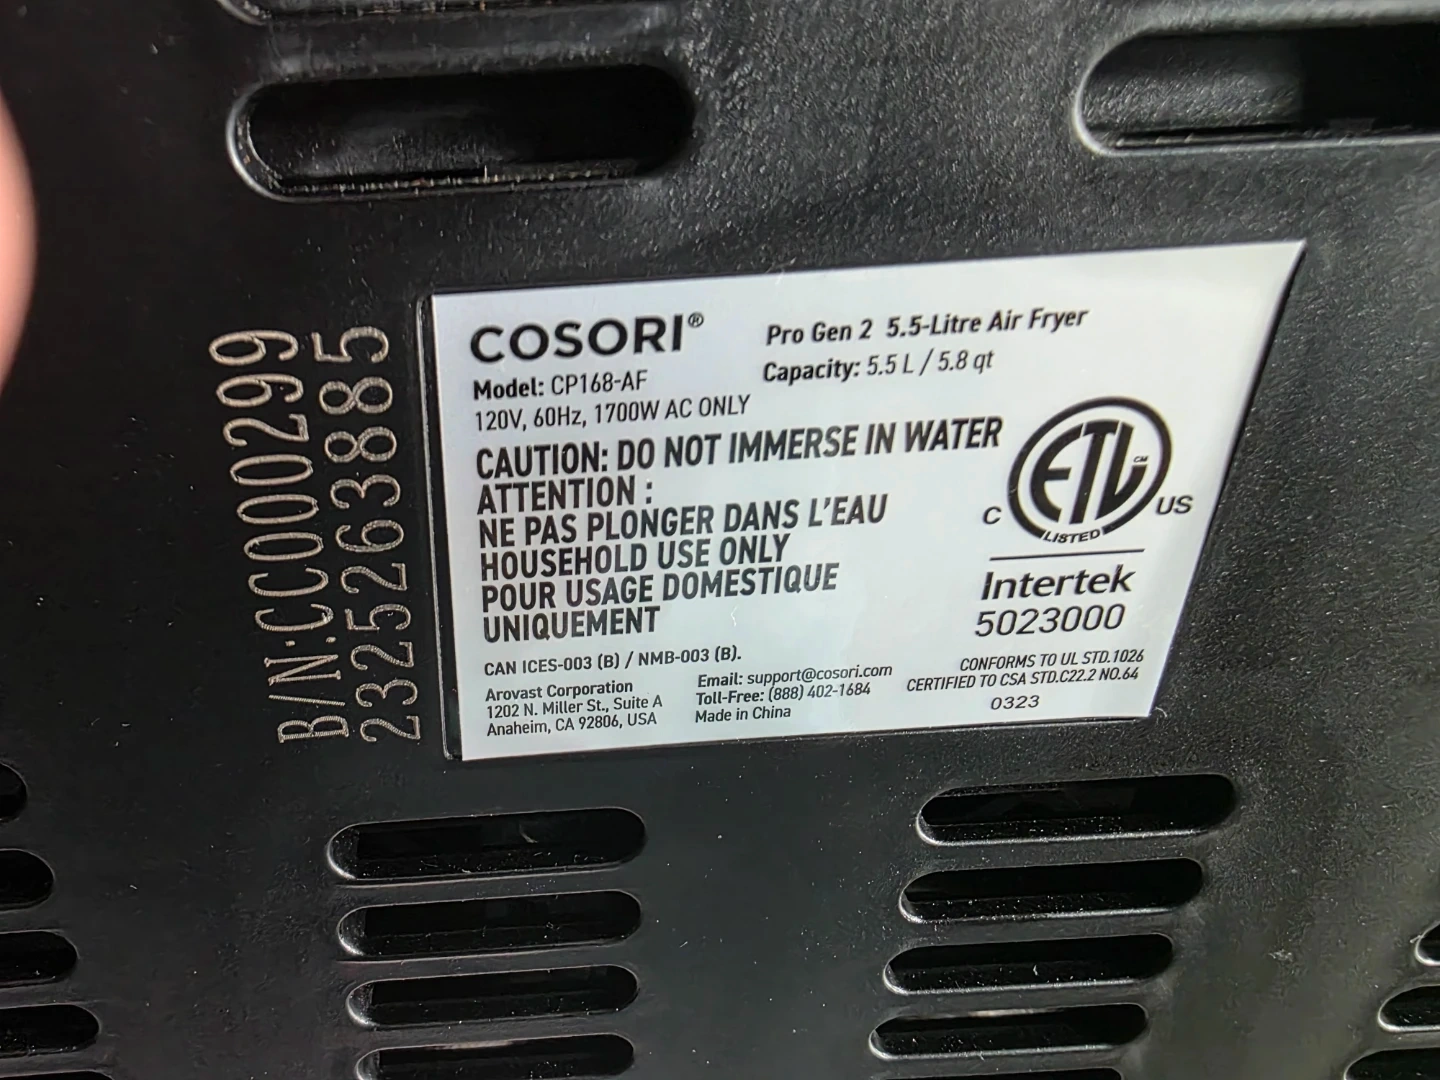 B/N:CC000299
2325263885
COSORI®
Model: CP168-AF
120V, 60Hz, 1700W AC ONLY
Pro Gen 2 5.5-Litre Air Fryer
Capacity: 5.5 L / 5.8 qt
CAUTION: DO NOT IMMERSE IN WATER
ATTENTION :
NE PAS PLONGER DANS L'EAU
HOUSEHOLD USE ONLY
POUR USAGE DOMESTIQUE
UNIQUEMENT
CAN ICES-003 (B) / NMB-003 (B).
Arovast Corporation
1202 N. Miller St., Suite A
Anaheim, CA 92806, USA
Email: support@cosori.com
Toll-Free: (888) 402-1684
Made in China
ETL CM
C US
LISTED
Intertek
5023000
CONFORMS TO UL STD.1026
CERTIFIED TO CSA STD.C22.2 NO.64
0323